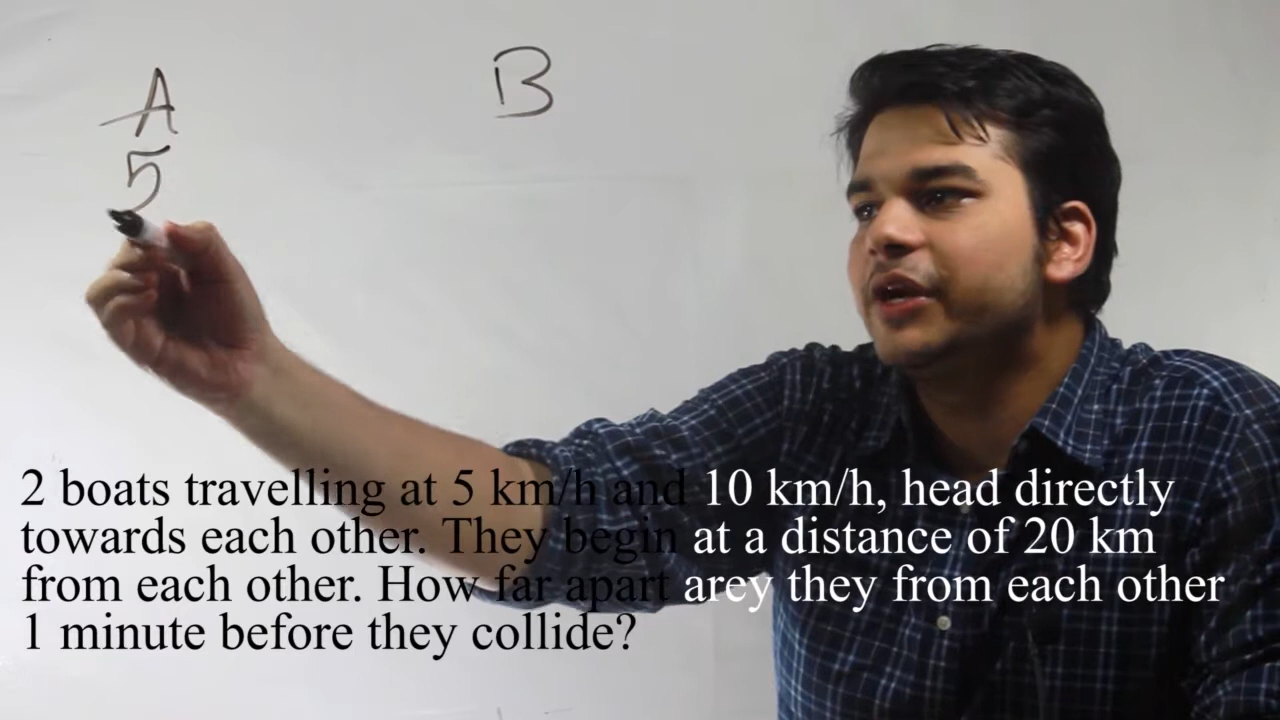 A B
5
2 boats travelling at 5 km/h and 10 km/h, head directly
towards each other. They begin at a distance of 20 km
from each other. How far apart arey they from each other
1 minute before they collide?